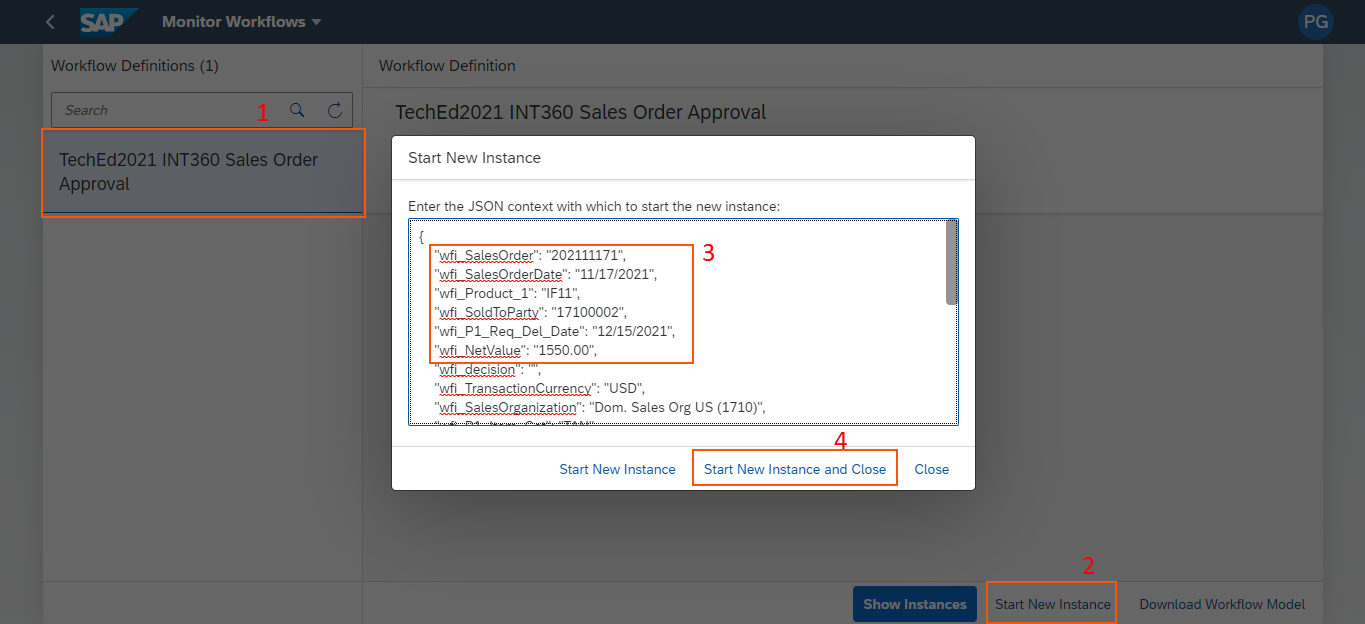 SAP Monitor Workflows PG
Workflow Definitions (1)
Workflow Definition
Search
1
TechEd2021 INT360 Sales Order Approval
TechEd2021 INT360 Sales Order
Approval
Start New Instance
Enter the JSON context with which to start the new instance:
{
"wfi_SalesOrder": "202111171",
3
"wfi_SalesOrderDate": "11/17/2021",
"wfi_Product_1": "IF11",
"wfi_SoldToParty": "17100002",
"wfi_P1_Req_Del_Date": "12/15/2021",
"wfi_NetValue": "1550.00",
"wfi_decision": "",
"wfi_TransactionCurrency": "USD",
"wfi_SalesOrganization": "Dom. Sales Org US (1710)",
4
Start New Instance Start New Instance and Close Close
2
Show Instances Start New Instance Download Workflow Model